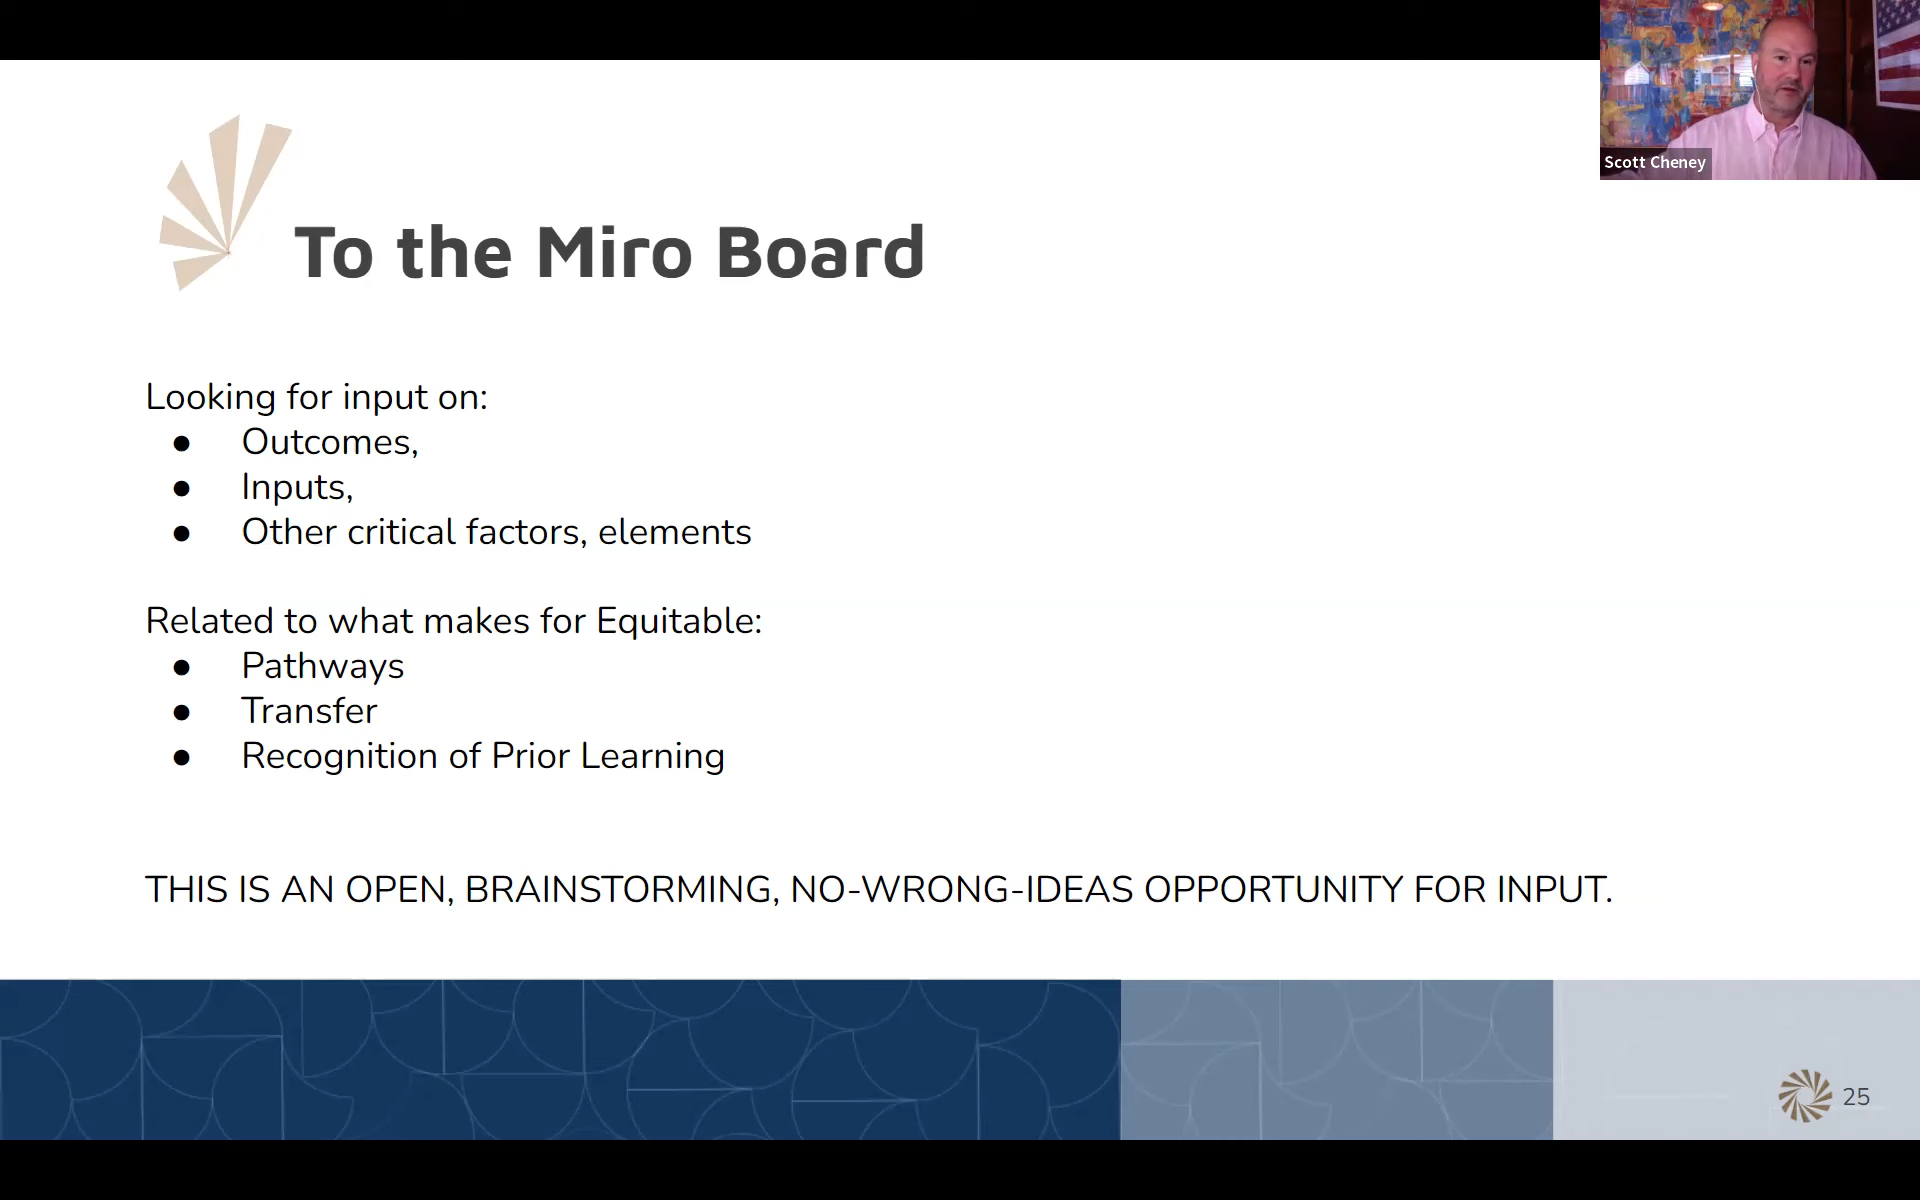 Scott Cheney
To the Miro Board
Looking for input on:
● Outcomes,
● Inputs,
● Other critical factors, elements
Related to what makes for Equitable:
● Pathways
● Transfer
● Recognition of Prior Learning
THIS IS AN OPEN, BRAINSTORMING, NO-WRONG-IDEAS OPPORTUNITY FOR INPUT.
25